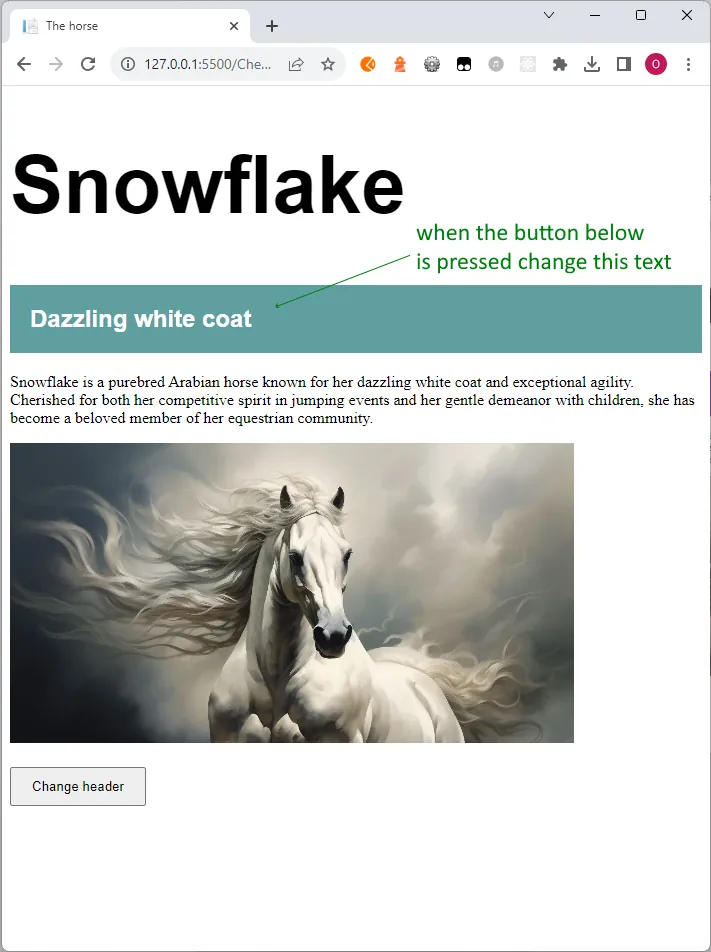 The horse
127.0.0.1:5500/Che...
O
Snowflake
when the button below
is pressed change this text
Dazzling white coat
Snowflake is a purebred Arabian horse known for her dazzling white coat and exceptional agility.
Cherished for both her competitive spirit in jumping events and her gentle demeanor with children, she has
become a beloved member of her equestrian community.
Change header